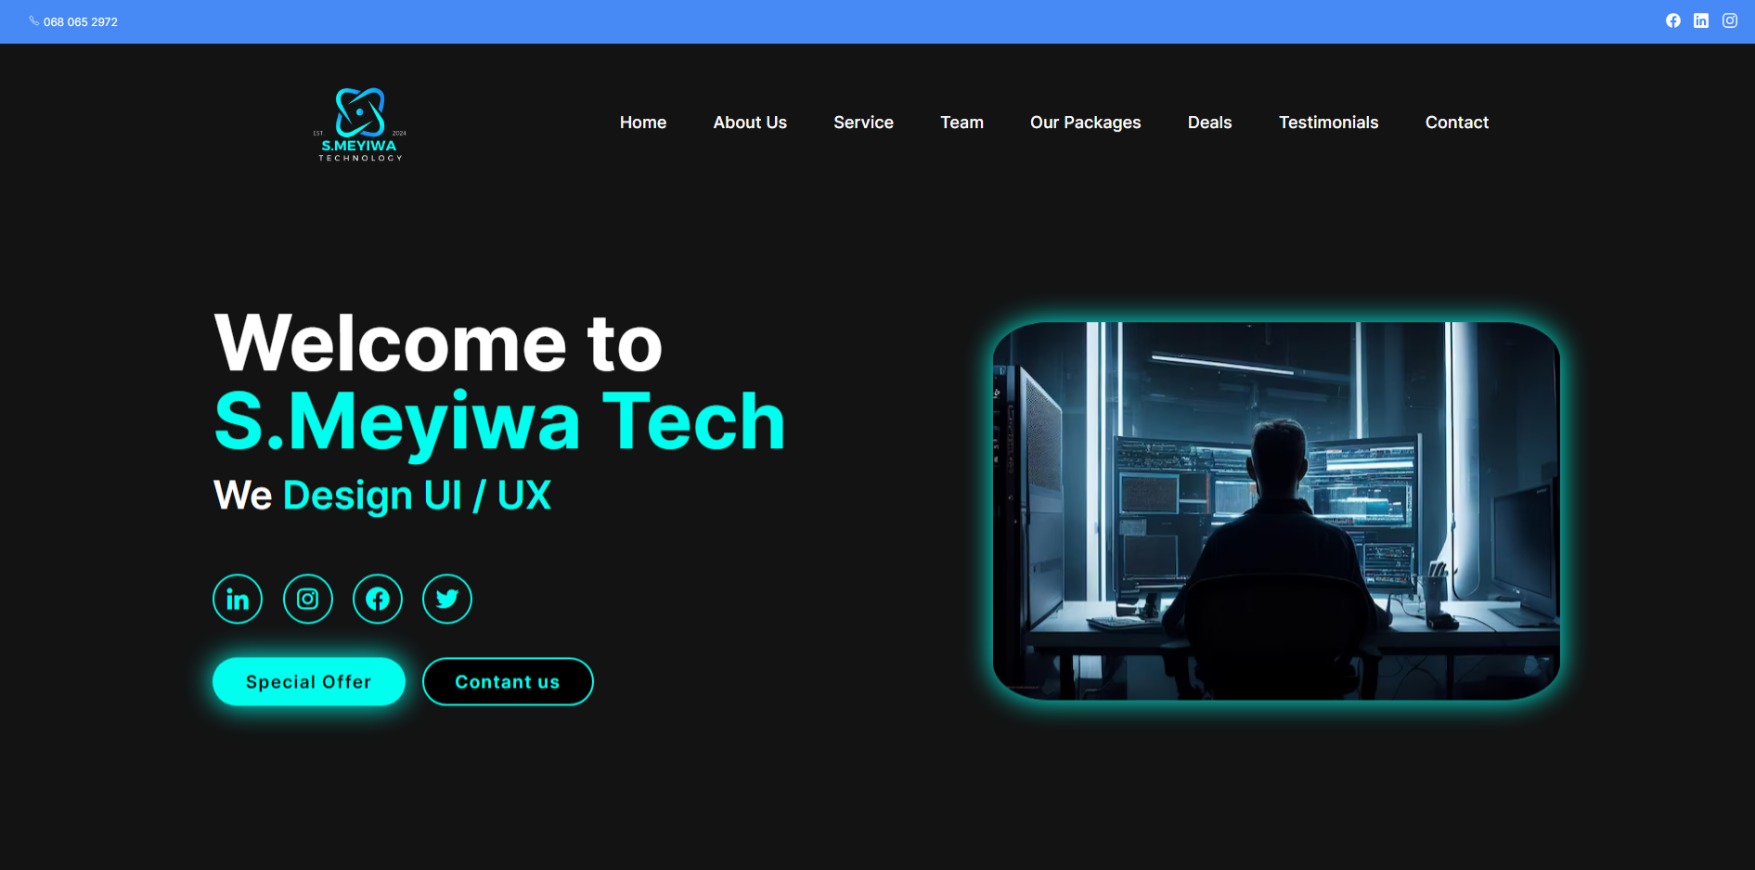 068 065 2972
EST. 2024
S.MEYIWA
TECHNOLOGY
Home About Us Service Team Our Packages Deals Testimonials Contact
Welcome to
S.Meyiwa Tech
We Design UI / UX
Special Offer Contant us